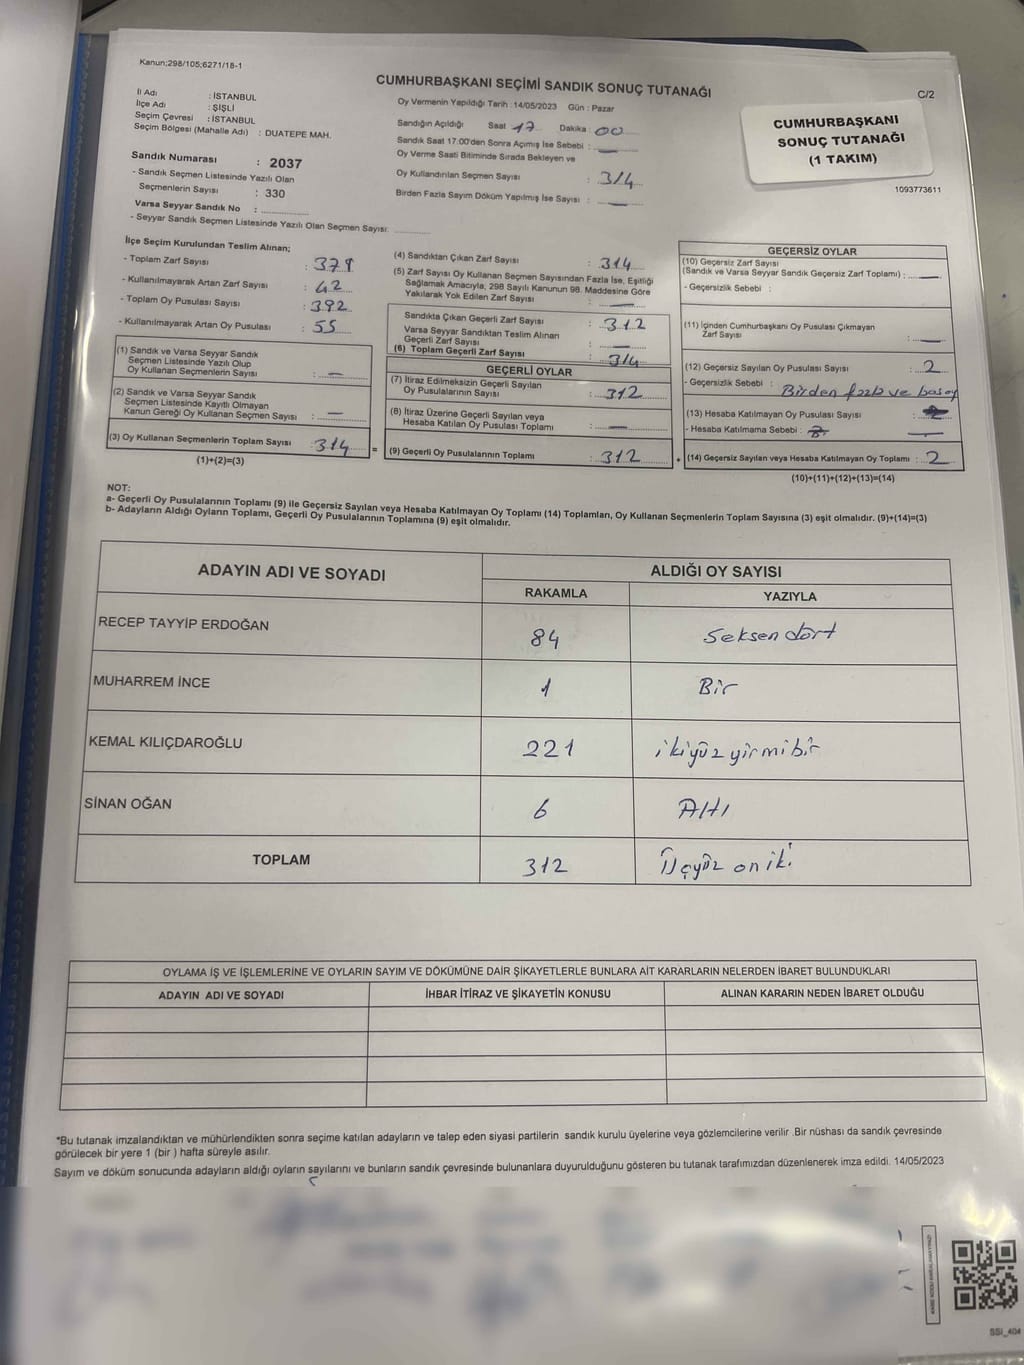 Kanun;298/105;6271/18-1
CUMHURBAŞKANI SEÇİMİ SANDIK SONUÇ TUTANAĞI
C/2
İl Adı : İSTANBUL
İlçe Adı : ŞİŞLİ
Seçim Çevresi : İSTANBUL
Seçim Bölgesi (Mahalle Adı) : DUATEPE MAH.
Sandık Numarası : 2037
- Sandık Seçmen Listesinde Yazılı Olan
Seçmenlerin Sayısı : 330
Varsa Seyyar Sandık No : ..............
- Seyyar Sandık Seçmen Listesinde Yazılı Olan Seçmen Sayısı: ..............
Oy Vermenin Yapıldığı Tarih : 14/05/2023 Gün : Pazar
Sandığın Açıldığı Saat 17 Dakika : 00
Sandık Saat 17:00'den Sonra Açımış İse Sebebi : —
Oy Verme Saati Bitiminde Sırada Bekleyen ve
Oy Kullandırılan Seçmen Sayısı : 314
Birden Fazla Sayım Döküm Yapılmış İse Sayısı : —
CUMHURBAŞKANI
SONUÇ TUTANAĞI
(1 TAKIM)
1093773611
İlçe Seçim Kurulundan Teslim Alınan;
- Toplam Zarf Sayısı : 379
- Kullanılmayarak Artan Zarf Sayısı : 42
- Toplam Oy Pusulası Sayısı : 392
- Kullanılmayarak Artan Oy Pusulası : 55
(1) Sandık ve Varsa Seyyar Sandık
Seçmen Listesinde Yazılı Olup
Oy Kullanan Seçmenlerin Sayısı : —
(2) Sandık ve Varsa Seyyar Sandık
Seçmen Listesinde Kayıtlı Olmayan
Kanun Gereği Oy Kullanan Seçmen Sayısı : —
(3) Oy Kullanan Seçmenlerin Toplam Sayısı : 314 =
(1)+(2)=(3)
(4) Sandıktan Çıkan Zarf Sayısı : 314
(5) Zarf Sayısı Oy Kullanan Seçmen Sayısından Fazla İse, Eşitliği
Sağlamak Amacıyla, 298 Sayılı Kanunun 98. Maddesine Göre
Yakılarak Yok Edilen Zarf Sayısı : —
Sandıkta Çıkan Geçerli Zarf Sayısı : 312
Varsa Seyyar Sandıktan Teslim Alınan
Geçerli Zarf Sayısı : —
(6) Toplam Geçerli Zarf Sayısı : 314
GEÇERLİ OYLAR
(7) İtiraz Edilmeksizin Geçerli Sayılan
Oy Pusulalarının Sayısı : 312
(8) İtiraz Üzerine Geçerli Sayılan veya
Hesaba Katılan Oy Pusulası Toplamı : —
(9) Geçerli Oy Pusulalarının Toplamı : 312 +
GEÇERSİZ OYLAR
(10) Geçersiz Zarf Sayısı
(Sandık ve Varsa Seyyar Sandık Geçersiz Zarf Toplamı) : —
- Geçersizlik Sebebi :
(11) İçinden Cumhurbaşkanı Oy Pusulası Çıkmayan
Zarf Sayısı : —
(12) Geçersiz Sayılan Oy Pusulası Sayısı : 2
- Geçersizlik Sebebi : Birden fazla ve
(13) Hesaba Katılmayan Oy Pusulası Sayısı :
- Hesaba Katılmama Sebebi : —
(14) Geçersiz Sayılan veya Hesaba Katılmayan Oy Toplamı : 2
(10)+(11)+(12)+(13)=(14)
NOT:
a- Geçerli Oy Pusulalarının Toplamı (9) ile Geçersiz Sayılan veya Hesaba Katılmayan Oy Toplamı (14) Toplamları, Oy Kullanan Seçmenlerin Toplam Sayısına (3) eşit olmalıdır. (9)+(14)=(3)
b- Adayların Aldığı Oyların Toplamı, Geçerli Oy Pusulalarının Toplamına (9) eşit olmalıdır.
ADAYIN ADI VE SOYADI
ALDIĞI OY SAYISI
RAKAMLA YAZIYLA
RECEP TAYYİP ERDOĞAN 84 Seksen dört
MUHARREM İNCE 1 Bir
KEMAL KILIÇDAROĞLU 221 ikiyüz yirmi bir
SİNAN OĞAN 6 Altı
TOPLAM 312 Üçyüz on iki
OYLAMA İŞ VE İŞLEMLERİNE VE OYLARIN SAYIM VE DÖKÜMÜNE DAİR ŞİKAYETLERLE BUNLARA AİT KARARLARIN NELERDEN İBARET BULUNDUKLARI
ADAYIN ADI VE SOYADI İHBAR İTİRAZ VE ŞİKAYETİN KONUSU ALINAN KARARIN NEDEN İBARET OLDUĞU
*Bu tutanak imzalandıktan ve mühürlendikten sonra seçime katılan adayların ve talep eden siyasi partilerin sandık kurulu üyelerine veya gözlemcilerine verilir .Bir nüshası da sandık çevresinde
görülecek bir yere 1 (bir ) hafta süreyle asılır.
Sayım ve döküm sonucunda adayların aldığı oyların sayılarını ve bunların sandık çevresinde bulunanlara duyurulduğunu gösteren bu tutanak tarafımızdan düzenlenerek imza edildi. 14/05/2023
SSI_404